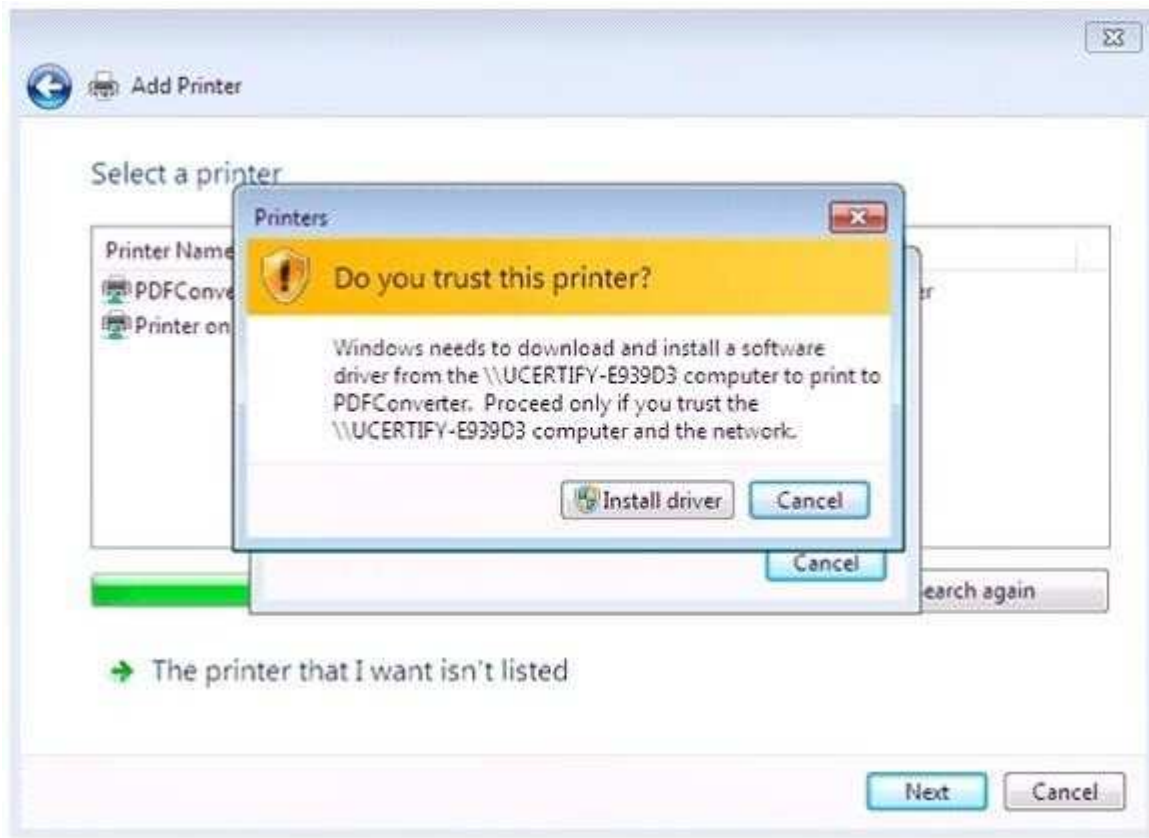 Add Printer
Select a printer
Printers
Printer Name
Do you trust this printer?
PDFConve
er
Printer on
Windows needs to download and install a software
driver from the \\UCERTIFY-E939D3 computer to print to
PDFConverter. Proceed only if you trust the
\\UCERTIFY-E939D3 computer and the network.
Install driver Cancel
Cancel
earch again
The printer that I want isn't listed
Next Cancel